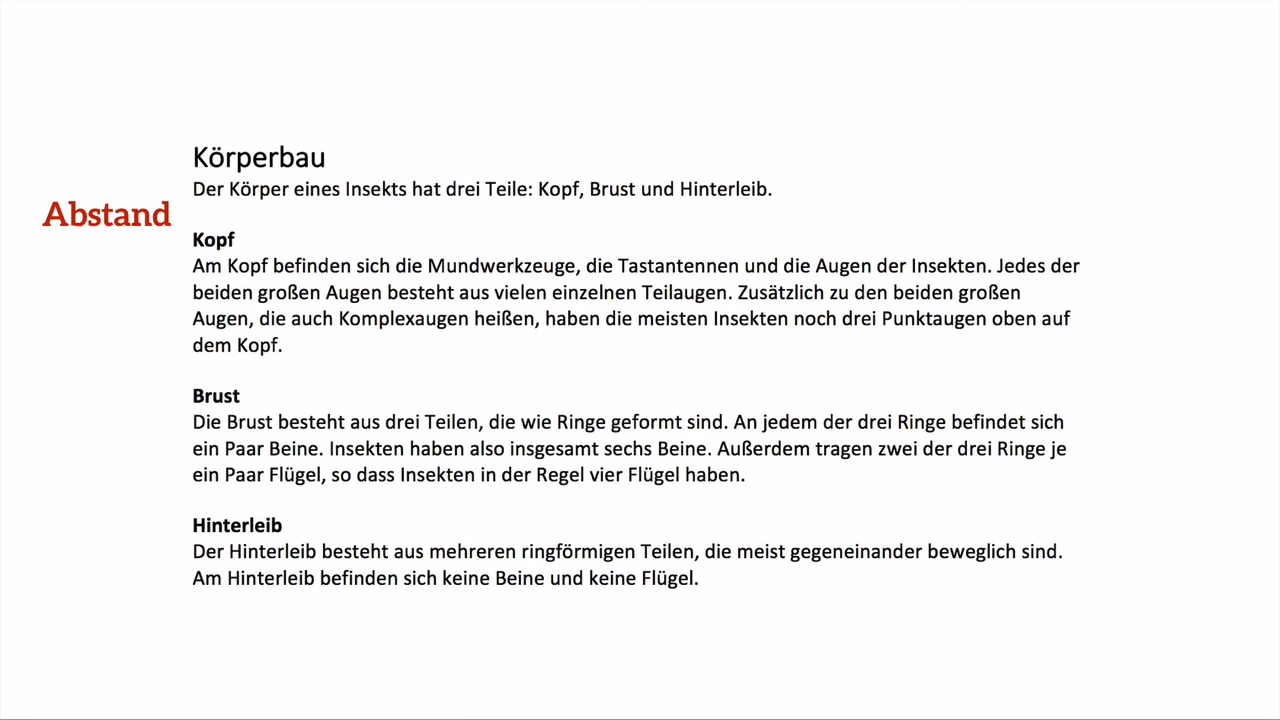 Körperbau
Der Körper eines Insekts hat drei Teile: Kopf, Brust und Hinterleib.
Abstand
Kopf
Am Kopf befinden sich die Mundwerkzeuge, die Tastantennen und die Augen der Insekten. Jedes der
beiden großen Augen besteht aus vielen einzelnen Teilaugen. Zusätzlich zu den beiden großen
Augen, die auch Komplexaugen heißen, haben die meisten Insekten noch drei Punktaugen oben auf
dem Kopf.
Brust
Die Brust besteht aus drei Teilen, die wie Ringe geformt sind. An jedem der drei Ringe befindet sich
ein Paar Beine. Insekten haben also insgesamt sechs Beine. Außerdem tragen zwei der drei Ringe je
ein Paar Flügel, so dass Insekten in der Regel vier Flügel haben.
Hinterleib
Der Hinterleib besteht aus mehreren ringförmigen Teilen, die meist gegeneinander beweglich sind.
Am Hinterleib befinden sich keine Beine und keine Flügel.